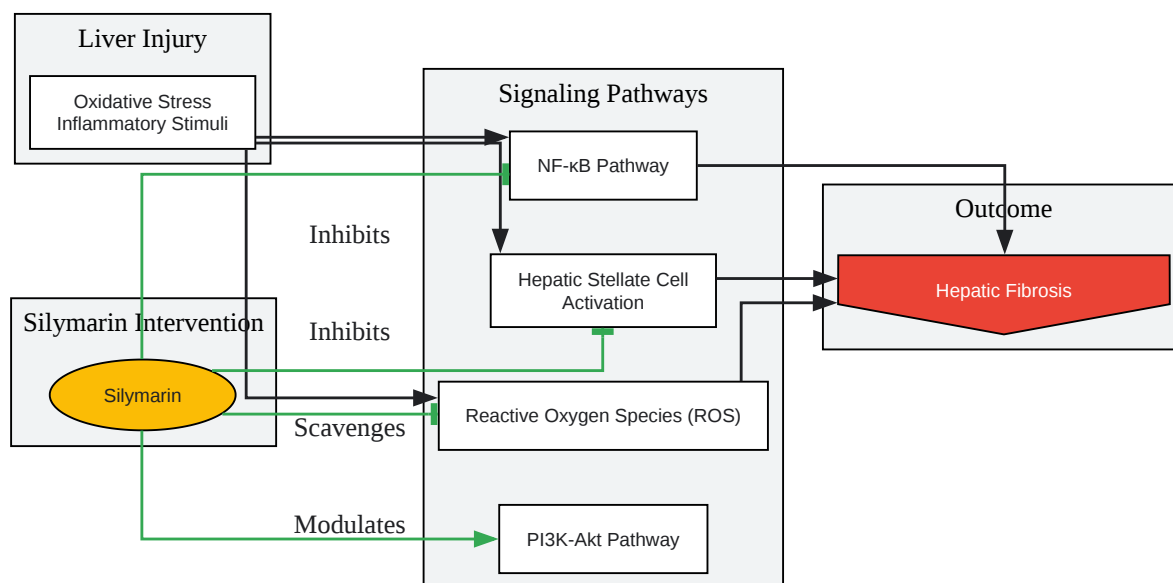 Liver Injury
Oxidative Stress
Inflammatory Stimuli
Signaling Pathways
NF-κB Pathway
Outcome
Inhibits
Hepatic Stellate Cell
Activation
Hepatic Fibrosis
Silymarin Intervention
Inhibits
Silymarin
Reactive Oxygen Species (ROS)
Scavenges
Modulates
PI3K-Akt Pathway